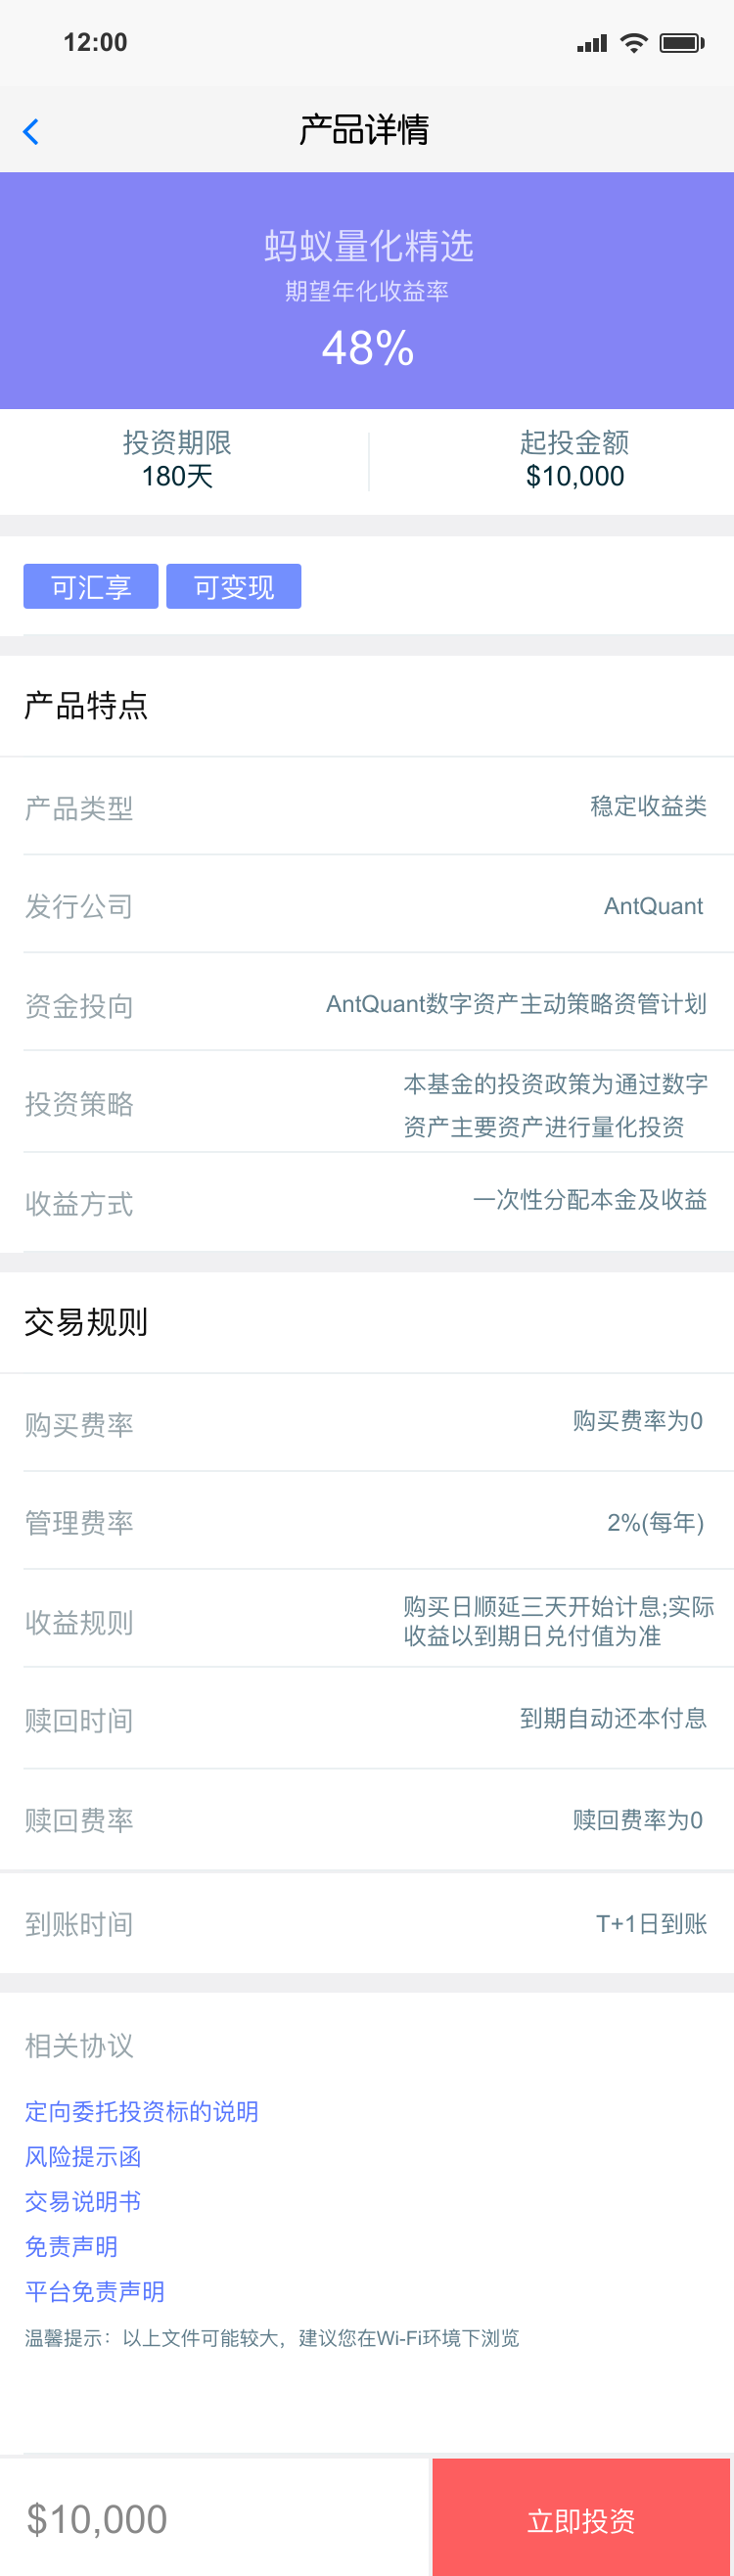 12:00
产品详情
蚂蚁量化精选
期望年化收益率
48%
投资期限
起投金额
180天
$10,000
可汇享
可变现
产品特点
产品类型
稳定收益类
发行公司
AntQuant
资金投向
AntQuant数字资产主动策略资管计划
投资策略
本基金的投资政策为通过数字
资产主要资产进行量化投资
收益方式
一次性分配本金及收益
交易规则
购买费率
购买费率为0
管理费率
2%(每年)
收益规则
购买日顺延三天开始计息;实际
收益以到期日兑付值为准
赎回时间
到期自动还本付息
赎回费率
赎回费率为0
到账时间
T+1日到账
相关协议
定向委托投资标的说明
风险提示函
交易说明书
免责声明
平台免责声明
温馨提示：以上文件可能较大，建议您在Wi-Fi环境下浏览
$10,000
立即投资